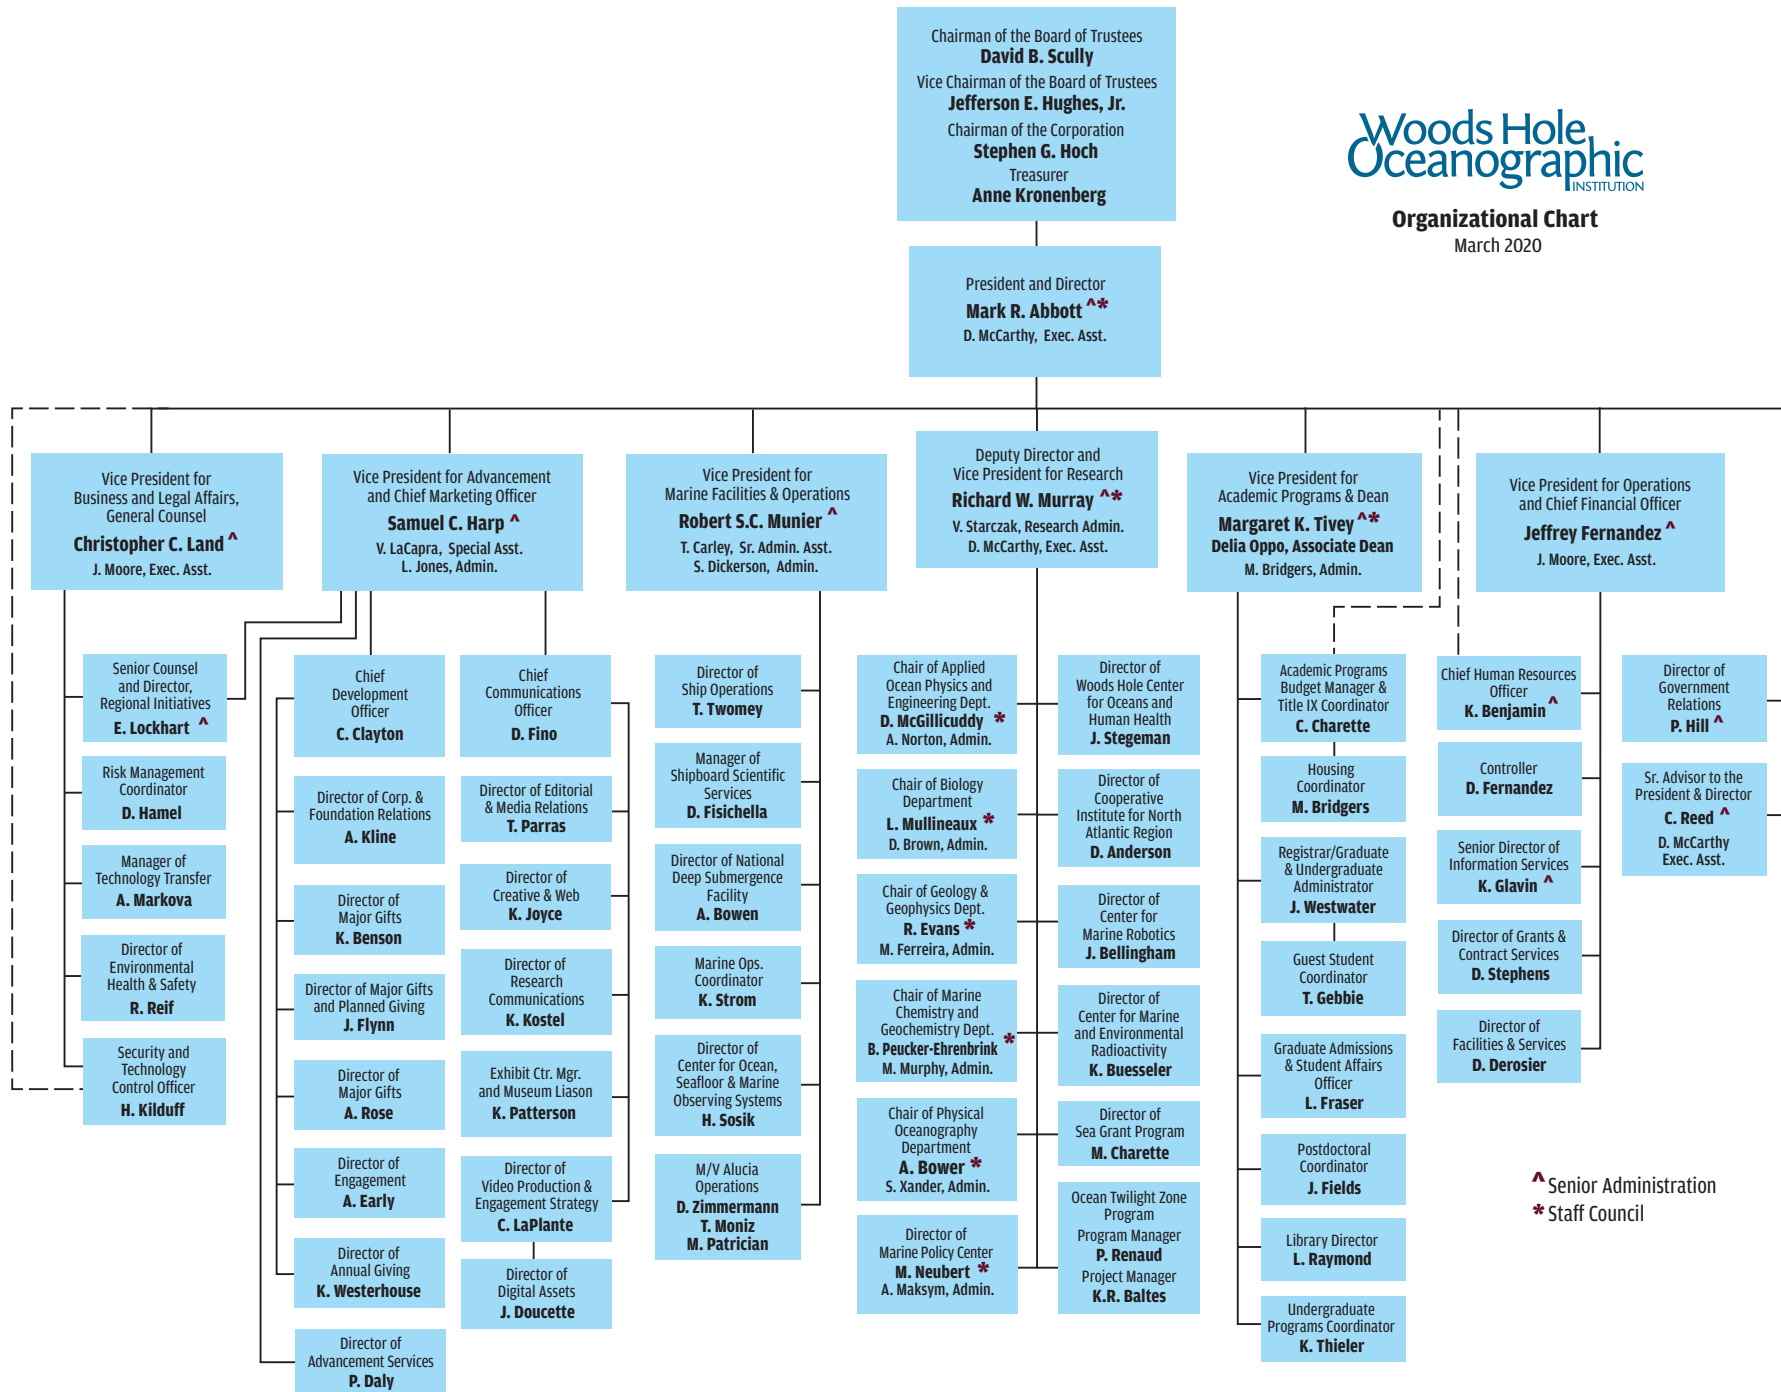 Chairman of the Board of Trustees
David B. Scully
Vice Chairman of the Board of Trustees
Jefferson E. Hughes, Jr.
Chairman of the Corporation
Stephen G. Hoch
Treasurer
Anne Kronenberg
Woods Hole
Oceanographic
INSTITUTION
Organizational Chart
March 2020
President and Director
Mark R. Abbott ^*
D. McCarthy, Exec. Asst.
Vice President for
Business and Legal Affairs,
General Counsel
Christopher C. Land ^
J. Moore, Exec. Asst.
Vice President for Advancement
and Chief Marketing Officer
Samuel C. Harp ^
V. LaCapra, Special Asst.
L. Jones, Admin.
Vice President for
Marine Facilities & Operations
Robert S.C. Munier ^
T. Carley, Sr. Admin. Asst.
S. Dickerson, Admin.
Deputy Director and
Vice President for Research
Richard W. Murray ^*
V. Starczak, Research Admin.
D. McCarthy, Exec. Asst.
Vice President for
Academic Programs & Dean
Margaret K. Tivey ^*
Delia Oppo, Associate Dean
M. Bridgers, Admin.
Vice President for Operations
and Chief Financial Officer
Jeffrey Fernandez ^
J. Moore, Exec. Asst.
Senior Counsel
and Director,
Regional Initiatives
E. Lockhart ^
Risk Management
Coordinator
D. Hamel
Manager of
Technology Transfer
A. Markova
Director of
Environmental
Health & Safety
R. Reif
Security and
Technology
Control Officer
H. Kilduff
Chief
Development
Officer
C. Clayton
Director of Corp. &
Foundation Relations
A. Kline
Director of
Major Gifts
K. Benson
Director of Major Gifts
and Planned Giving
J. Flynn
Director of
Major Gifts
A. Rose
Director of
Engagement
A. Early
Director of
Annual Giving
K. Westerhouse
Director of
Advancement Services
P. Daly
Chief
Communications
Officer
D. Fino
Director of Editorial
& Media Relations
T. Parras
Director of
Creative & Web
K. Joyce
Director of
Research
Communications
K. Kostel
Exhibit Ctr. Mgr.
and Museum Liason
K. Patterson
Director of
Video Production &
Engagement Strategy
C. LaPlante
Director of
Digital Assets
J. Doucette
Director of
Ship Operations
T. Twomey
Manager of
Shipboard Scientific
Services
D. Fisichella
Director of National
Deep Submergence
Facility
A. Bowen
Marine Ops.
Coordinator
K. Strom
Director of
Center for Ocean,
Seafloor & Marine
Observing Systems
H. Sosik
M/V Alucia
Operations
D. Zimmermann
T. Moniz
M. Patrician
Chair of Applied
Ocean Physics and
Engineering Dept.
D. McGillicuddy *
A. Norton, Admin.
Chair of Biology
Department
L. Mullineaux *
D. Brown, Admin.
Chair of Geology &
Geophysics Dept.
R. Evans *
M. Ferreira, Admin.
Chair of Marine
Chemistry and
Geochemistry Dept.
B. Peucker-Ehrenbrink *
M. Murphy, Admin.
Chair of Physical
Oceanography
Department
A. Bower *
S. Xander, Admin.
Director of
Marine Policy Center
M. Neubert *
A. Maksym, Admin.
Director of
Woods Hole Center
for Oceans and
Human Health
J. Stegeman
Director of
Cooperative
Institute for North
Atlantic Region
D. Anderson
Director of
Center for
Marine Robotics
J. Bellingham
Director of
Center for Marine
and Environmental
Radioactivity
K. Buesseler
Director of
Sea Grant Program
M. Charette
Ocean Twilight Zone
Program
Program Manager
P. Renaud
Project Manager
K.R. Baltes
Academic Programs
Budget Manager &
Title IX Coordinator
C. Charette
Housing
Coordinator
M. Bridgers
Registrar/Graduate
& Undergraduate
Administrator
J. Westwater
Guest Student
Coordinator
T. Gebbie
Graduate Admissions
& Student Affairs
Officer
L. Fraser
Postdoctoral
Coordinator
J. Fields
Library Director
L. Raymond
Undergraduate
Programs Coordinator
K. Thieler
Chief Human Resources
Officer
K. Benjamin ^
Controller
D. Fernandez
Senior Director of
Information Services
K. Glavin ^
Director of Grants &
Contract Services
D. Stephens
Director of
Facilities & Services
D. Derosier
Director of
Government
Relations
P. Hill ^
Sr. Advisor to the
President & Director
C. Reed ^
D. McCarthy
Exec. Asst.
^ Senior Administration
* Staff Council